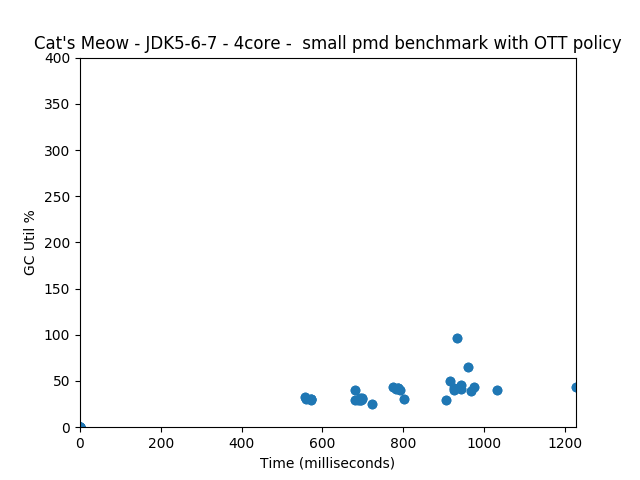 Cat's Meow - JDK5-6-7 - 4core -  small pmd benchmark with OTT policy
400
350
300
250
200
150
100
50
0
GC Util %
0 200 400 600 800 1000 1200
Time (milliseconds)